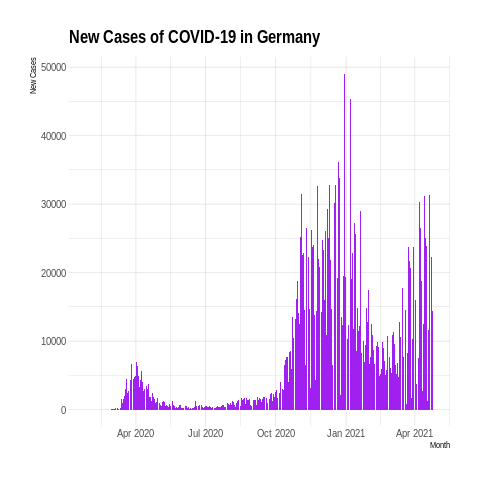 New Cases of COVID-19 in Germany
New Cases
50000
40000
30000
20000
10000
0
Apr 2020 Jul 2020 Oct 2020 Jan 2021 Apr 2021
Month